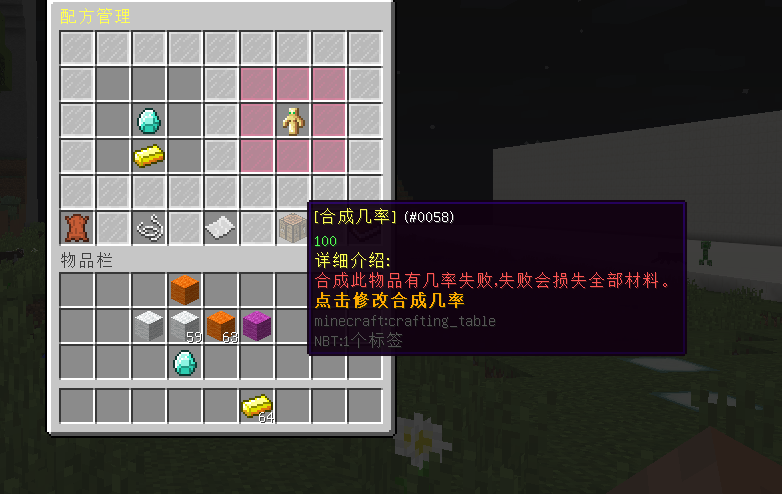 配方管理
[合成几率] (#0058)
100
详细介绍:
合成此物品有几率失败,失败会损失全部材料。
点击修改合成几率
minecraft:crafting_table
NBT:1个标签
物品栏
59
63
64